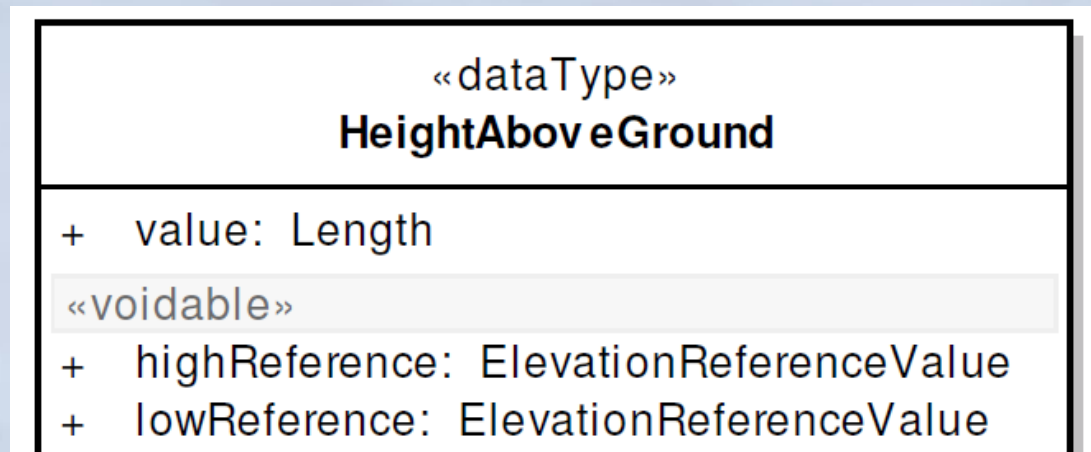 «dataType»
HeightAboveGround
+ value: Length
«voidable»
+ highReference: ElevationReferenceValue
+ lowReference: ElevationReferenceValue